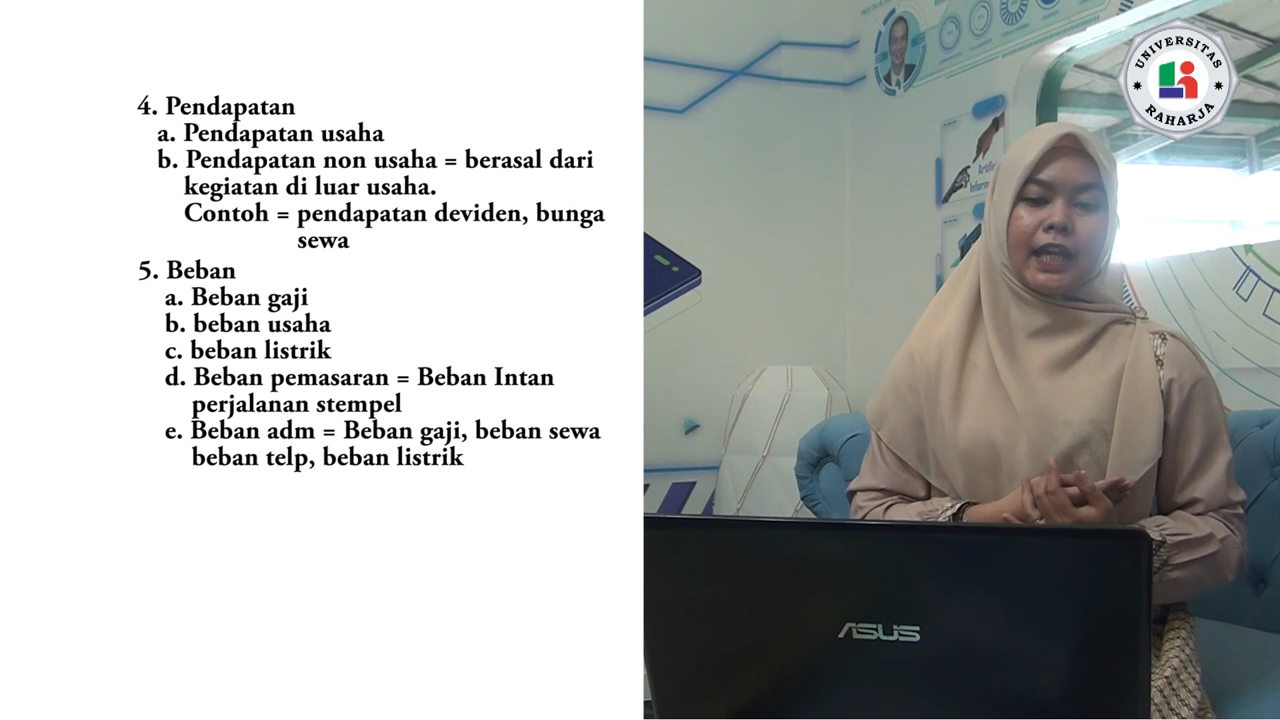 4. Pendapatan
a. Pendapatan usaha
b. Pendapatan non usaha = berasal dari
kegiatan di luar usaha.
Contoh = pendapatan deviden, bunga
sewa
5. Beban
a. Beban gaji
b. beban usaha
c. beban listrik
d. Beban pemasaran = Beban Intan
perjalanan stempel
e. Beban adm = Beban gaji, beban sewa
beban telp, beban listrik
UNIVERSITAS
RAHARJA
ASUS